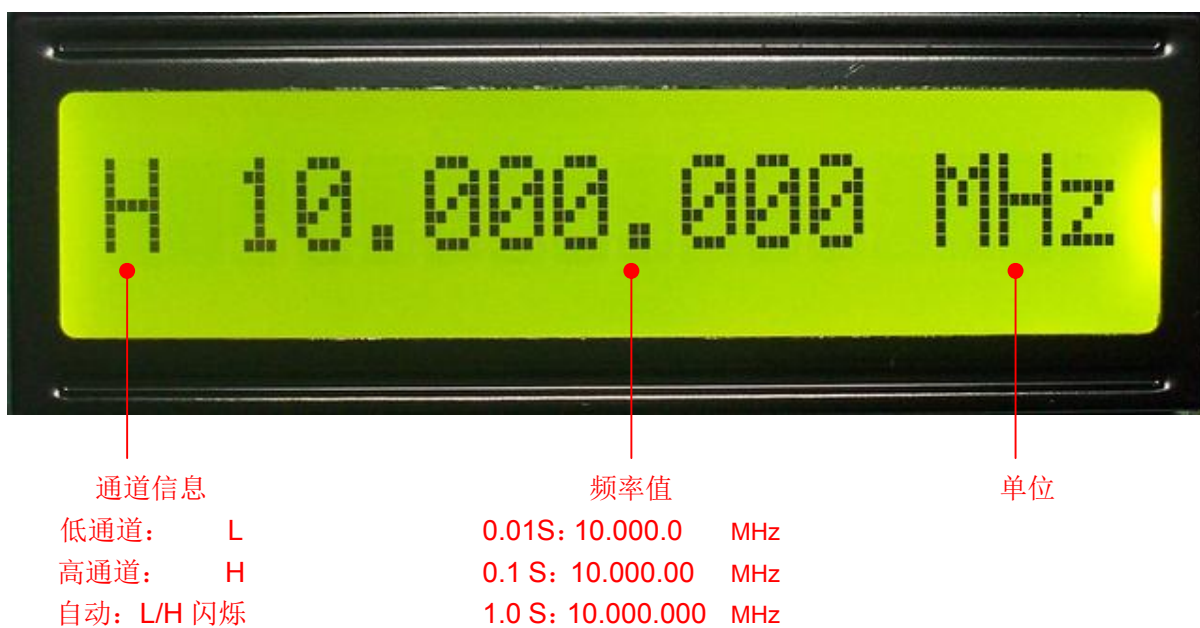 H 10.000.000 MHz
通道信息 频率值 单位
低通道： L 0.01S：10.000.0 MHz
高通道： H 0.1 S：10.000.00 MHz
自动：L/H 闪烁 1.0 S：10.000.000 MHz